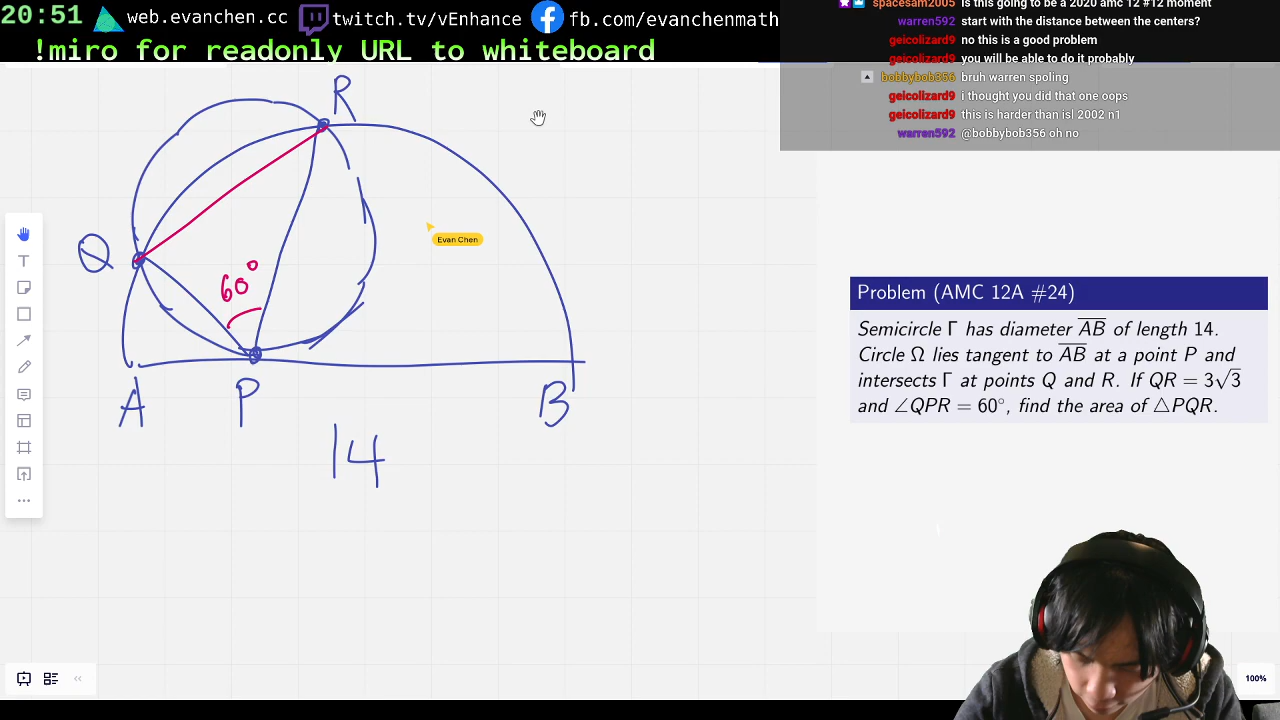 20:51 web.evanchen.cc twitch.tv/vEnhance fb.com/evanchenmath
!miro for readonly URL to whiteboard
spacesam2005 is this going to be a 2020 amc 12 #12 moment
warren592 start with the distance between the centers?
geicolizard9 no this is a good problem
geicolizard9 you will be able to do it probably
bobbybob356 bruh warren spoling
geicolizard9 i thought you did that one oops
geicolizard9 this is harder than isl 2002 n1
warren592 @bobbybob356 oh no
R
Q
60°
Evan Chen
A P B
14
Problem (AMC 12A #24)
Semicircle Γ has diameter AB of length 14.
Circle Ω lies tangent to AB at a point P and
intersects Γ at points Q and R. If QR = 3√3
and ∠QPR = 60°, find the area of △PQR.
100%